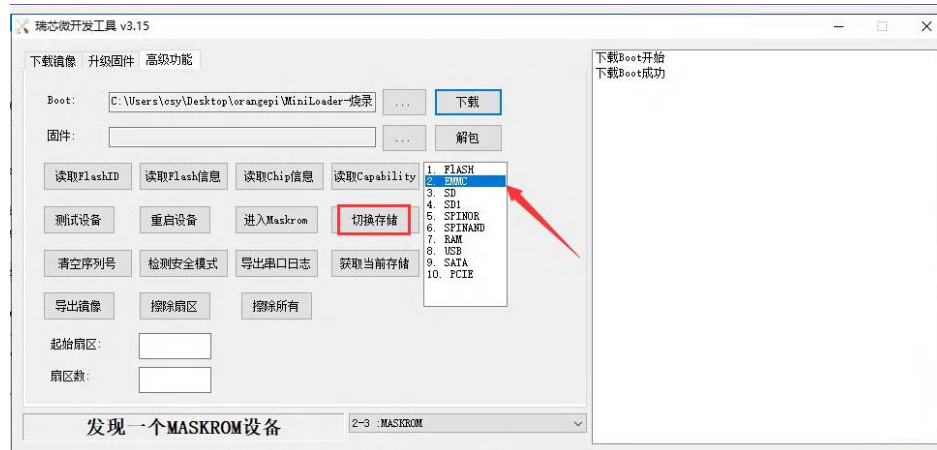 瑞芯微开发工具 v3.15
下载镜像 升级固件 高级功能
Boot: C:\Users\csy\Desktop\orangepi\MiniLoader-烧录 ... 下载
固件: ... 解包
读取FlashID 读取Flash信息 读取Chip信息 读取Capability
测试设备 重启设备 进入Maskrom 切换存储
清空序列号 检测安全模式 导出串口日志 获取当前存储
导出镜像 擦除扇区 擦除所有
1. FlASH
2. EMMC
3. SD
4. SD1
5. SPINOR
6. SPINAND
7. RAM
8. USB
9. SATA
10. PCIE
起始扇区:
扇区数:
发现一个MASKROM设备 2-3 :MASKROM
下载Boot开始
下载Boot成功